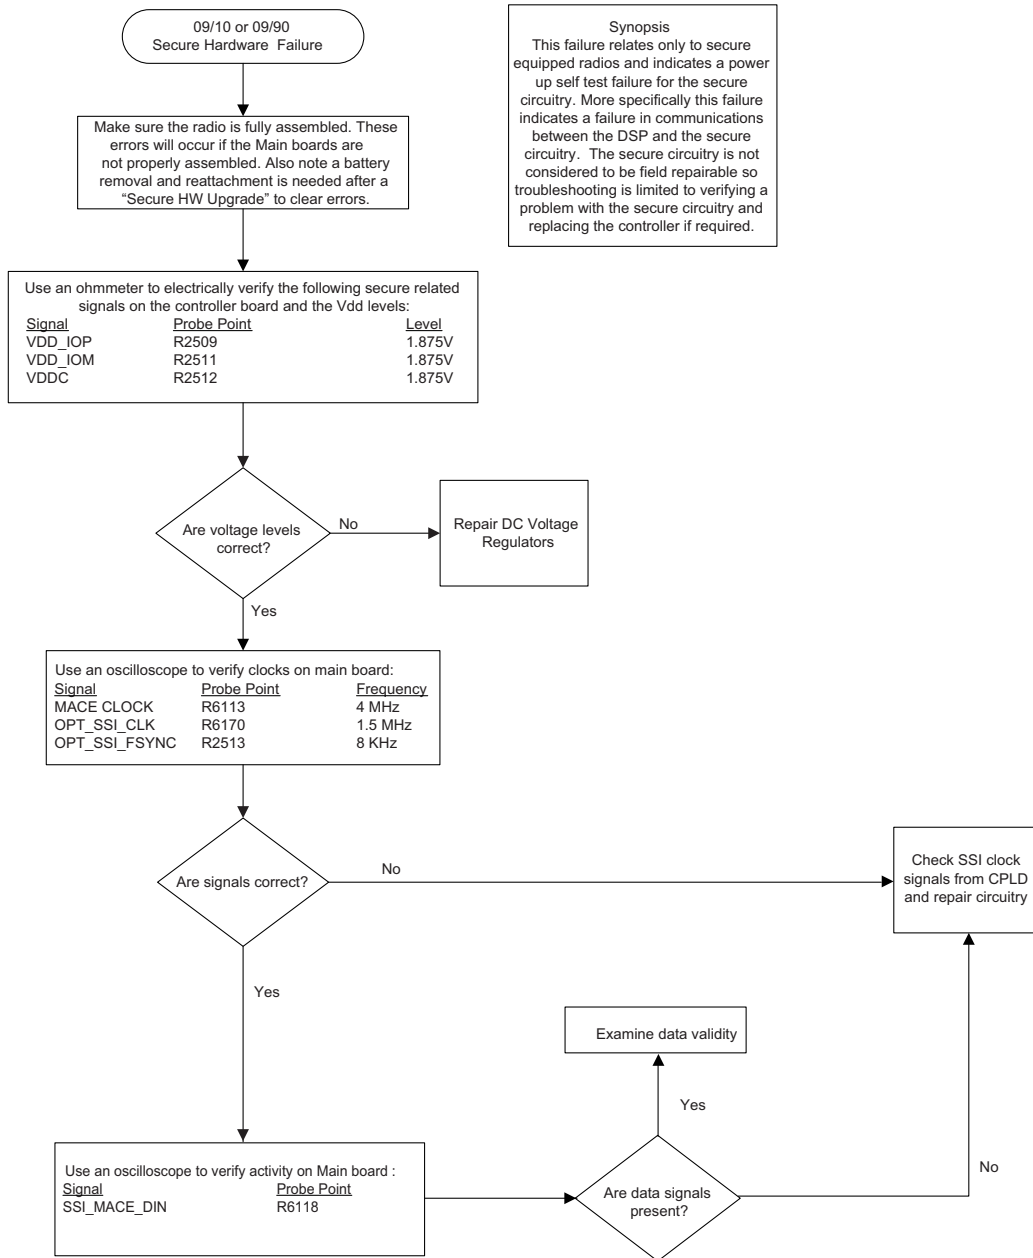 09/10 or 09/90
Secure Hardware Failure
Synopsis
This failure relates only to secure
equipped radios and indicates a power
up self test failure for the secure
circuitry. More specifically this failure
indicates a failure in communications
between the DSP and the secure
circuitry. The secure circuitry is not
considered to be field repairable so
troubleshooting is limited to verifying a
problem with the secure circuitry and
replacing the controller if required.
Make sure the radio is fully assembled. These
errors will occur if the Main boards are
not properly assembled. Also note a battery
removal and reattachment is needed after a
“Secure HW Upgrade” to clear errors.
Use an ohmmeter to electrically verify the following secure related
signals on the controller board and the Vdd levels:
Signal Probe Point Level
VDD_IOP R2509 1.875V
VDD_IOM R2511 1.875V
VDDC R2512 1.875V
Are voltage levels
correct?
No
Repair DC Voltage
Regulators
Yes
Use an oscilloscope to verify clocks on main board:
Signal Probe Point Frequency
MACE CLOCK R6113 4 MHz
OPT_SSI_CLK R6170 1.5 MHz
OPT_SSI_FSYNC R2513 8 KHz
Are signals correct?
No
Check SSI clock
signals from CPLD
and repair circuitry
Yes
Examine data validity
Yes
No
Use an oscilloscope to verify activity on Main board :
Signal Probe Point
SSI_MACE_DIN R6118
Are data signals
present?